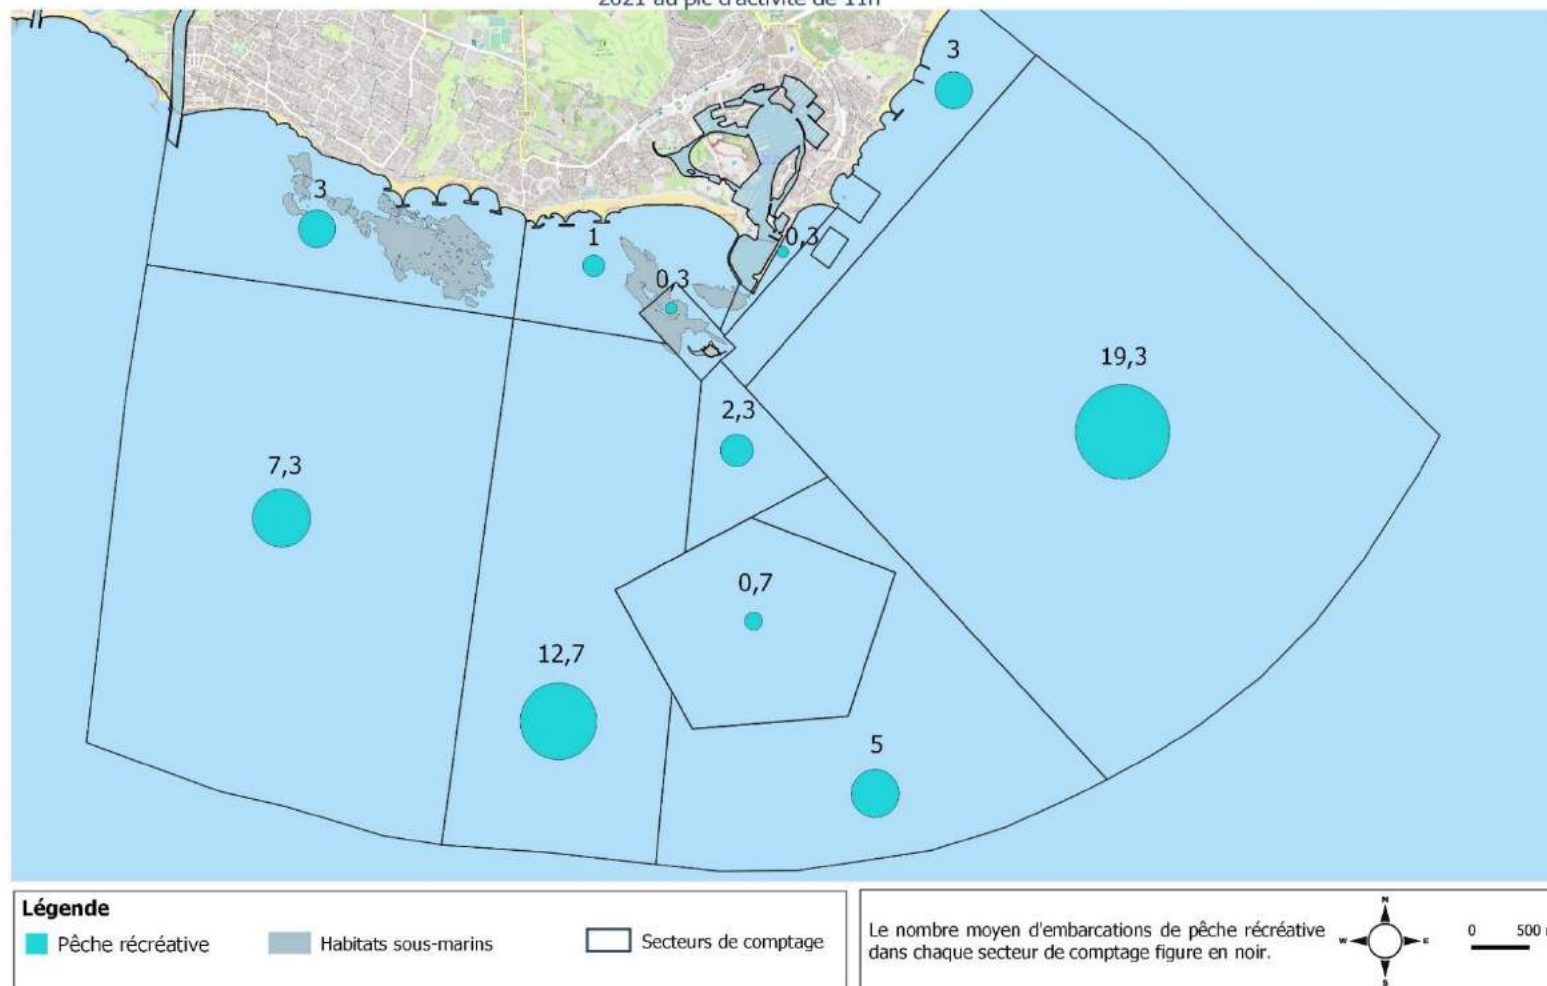 2021 au pic d'activité de 11h
3
3
1
0,3
0,3
19,3
2,3
7,3
0,7
12,7
5
Légende
Pêche récréative
Habitats sous-marins
Secteurs de comptage
Le nombre moyen d'embarcations de pêche récréative
dans chaque secteur de comptage figure en noir.
N
W
E
S
0 500